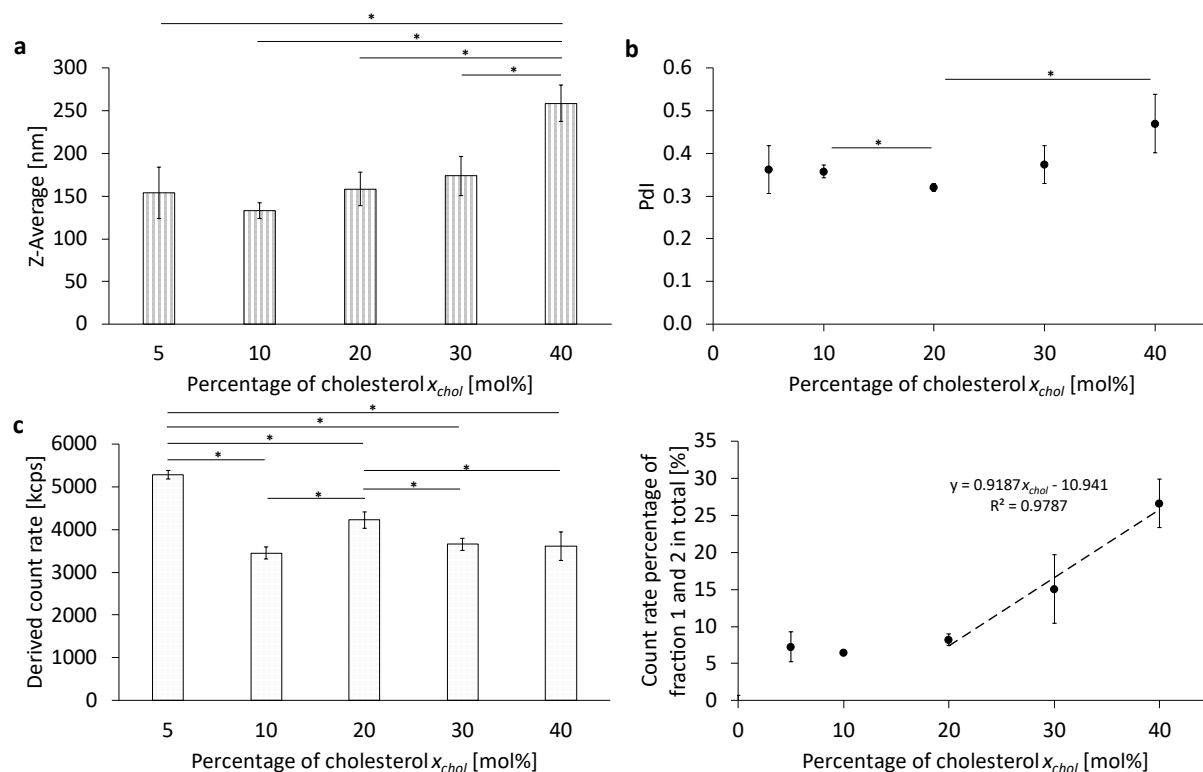 a
*
*
*
*
300
250
200
150
100
50
0
Z-Average [nm]
5 10 20 30 40
Percentage of cholesterol x_chol [mol%]
b
*
*
0.6
0.5
0.4
0.3
0.2
0.1
0.0
PdI
0 10 20 30 40
Percentage of cholesterol x_chol [mol%]
c
*
*
*
*
*
*
*
6000
5000
4000
3000
2000
1000
0
Derived count rate [kcps]
5 10 20 30 40
Percentage of cholesterol x_chol [mol%]
35
30
25
20
15
10
5
0
Count rate percentage of
fraction 1 and 2 in total [%]
y = 0.9187x_chol - 10.941
R² = 0.9787
0 10 20 30 40
Percentage of cholesterol x_chol [mol%]